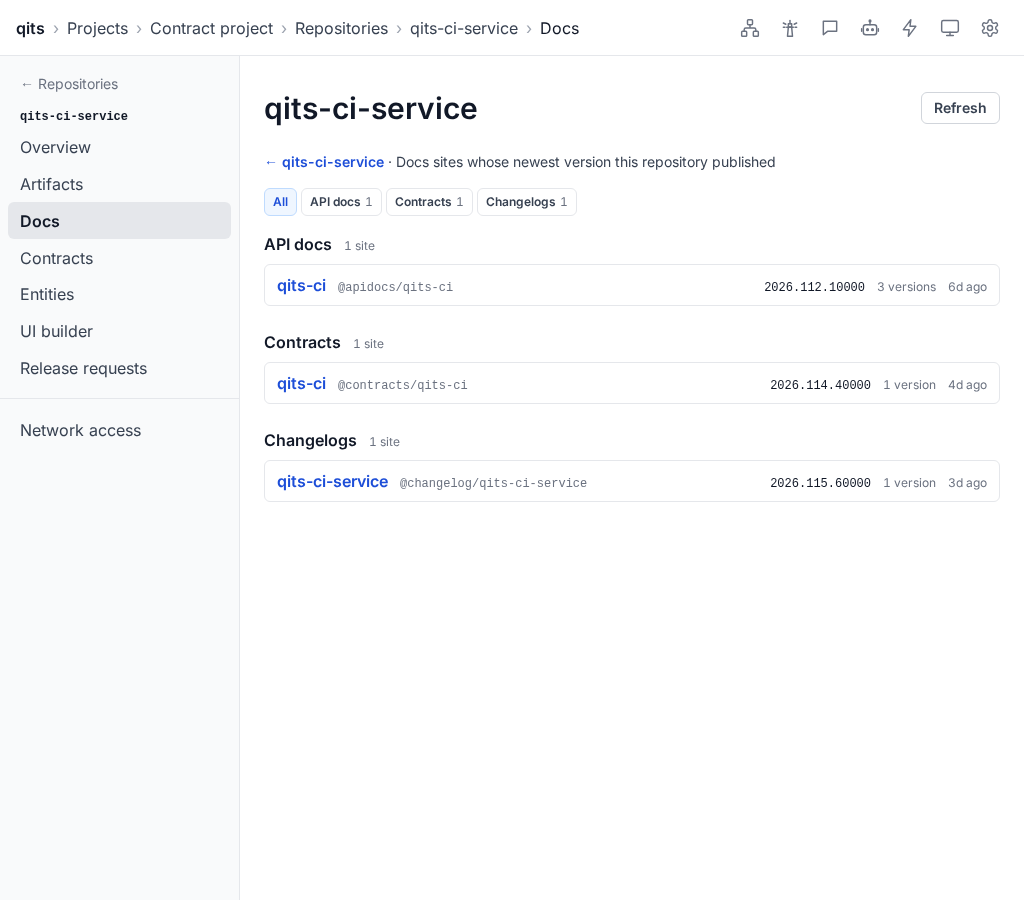 qits › Projects › Contract project › Repositories › qits-ci-service › Docs
← Repositories
qits-ci-service
Overview
Artifacts
Docs
Contracts
Entities
UI builder
Release requests
Network access
qits-ci-service
Refresh
← qits-ci-service · Docs sites whose newest version this repository published
All API docs 1 Contracts 1 Changelogs 1
API docs 1 site
qits-ci @apidocs/qits-ci 2026.112.10000 3 versions 6d ago
Contracts 1 site
qits-ci @contracts/qits-ci 2026.114.40000 1 version 4d ago
Changelogs 1 site
qits-ci-service @changelog/qits-ci-service 2026.115.60000 1 version 3d ago